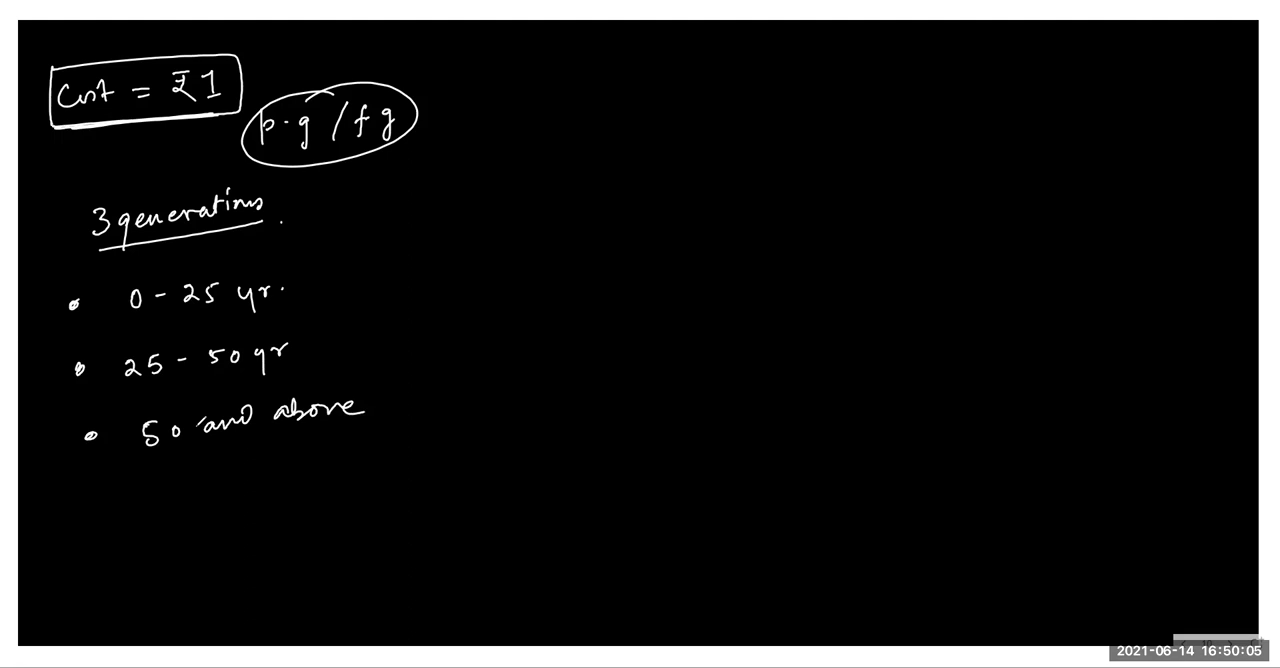 Cost = ₹1
p.g / fg
3 generations
• 0 - 25 yr.
• 25 - 50 yr
• 50 and above
2021-06-14 16:50:05